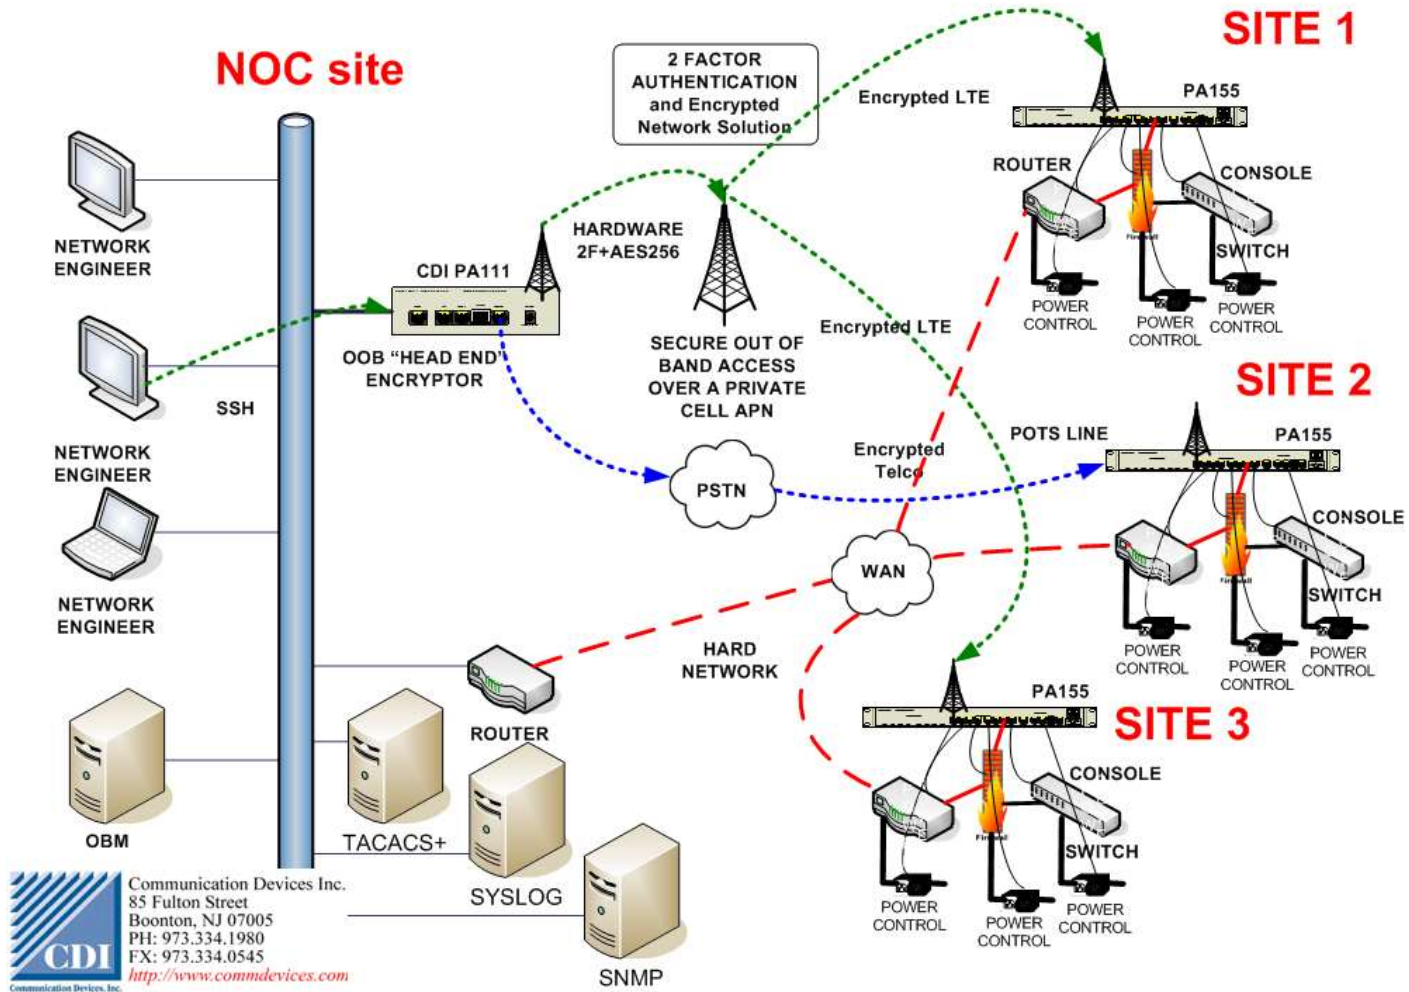 NOC site
SITE 1
2 FACTOR
AUTHENTICATION
and Encrypted
Network Solution
Encrypted LTE
PA155
ROUTER
CONSOLE
Firewall
SWITCH
POWER
CONTROL
POWER
CONTROL
POWER
CONTROL
NETWORK
ENGINEER
HARDWARE
2F+AES256
CDI PA111
OOB “HEAD END”
ENCRYPTOR
SECURE OUT OF
BAND ACCESS
OVER A PRIVATE
CELL APN
Encrypted LTE
SSH
NETWORK
ENGINEER
SITE 2
POTS LINE
PA155
Encrypted
Telco
PSTN
CONSOLE
Firewall
SWITCH
POWER
CONTROL
POWER
CONTROL
POWER
CONTROL
WAN
NETWORK
ENGINEER
HARD
NETWORK
ROUTER
PA155
SITE 3
CONSOLE
Firewall
SWITCH
POWER
CONTROL
POWER
CONTROL
POWER
CONTROL
OBM
TACACS+
SYSLOG
SNMP
CDI
Communication Devices, Inc.
Communication Devices Inc.
85 Fulton Street
Boonton, NJ 07005
PH: 973.334.1980
FX: 973.334.0545
http://www.commdevices.com